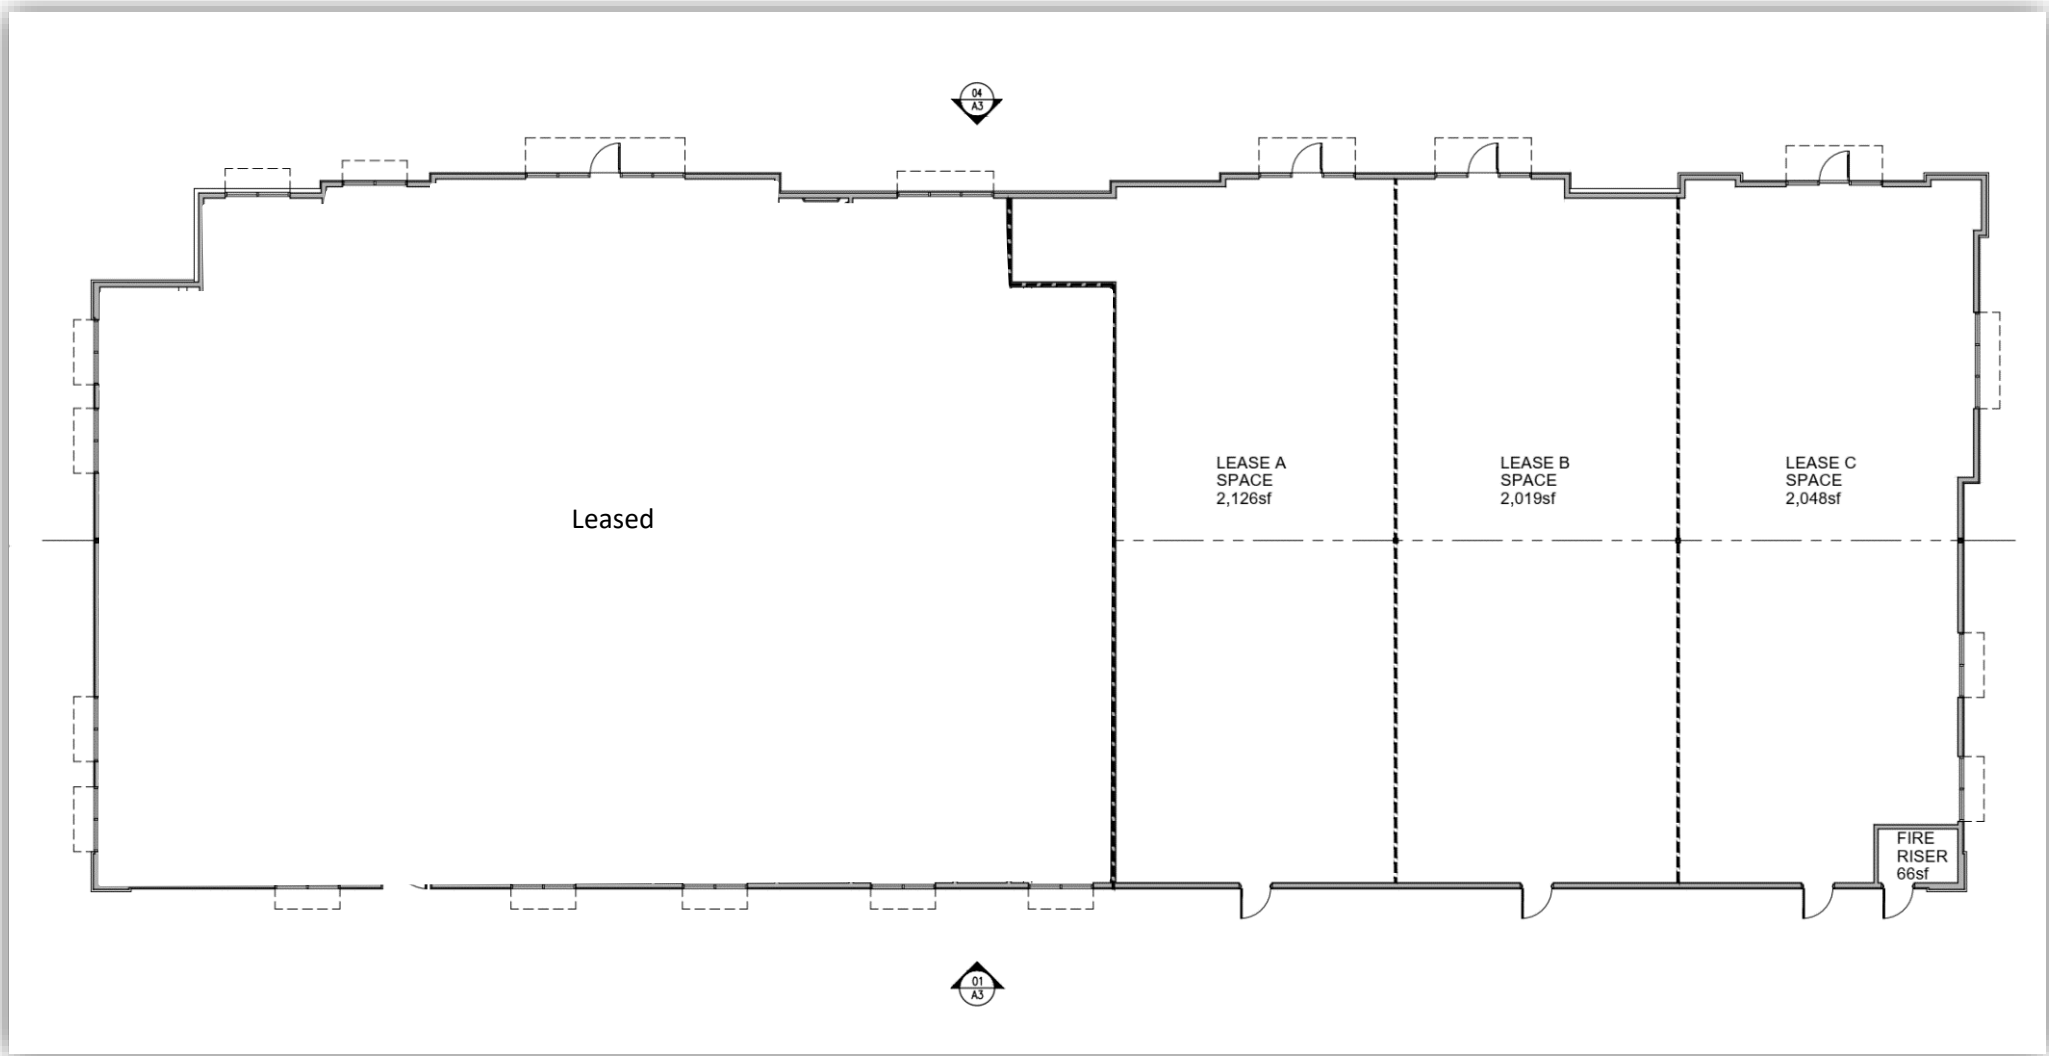 04
A3
LEASE A
SPACE
2,126sf
LEASE B
SPACE
2,019sf
LEASE C
SPACE
2,048sf
Leased
FIRE
RISER
66sf
01
A3